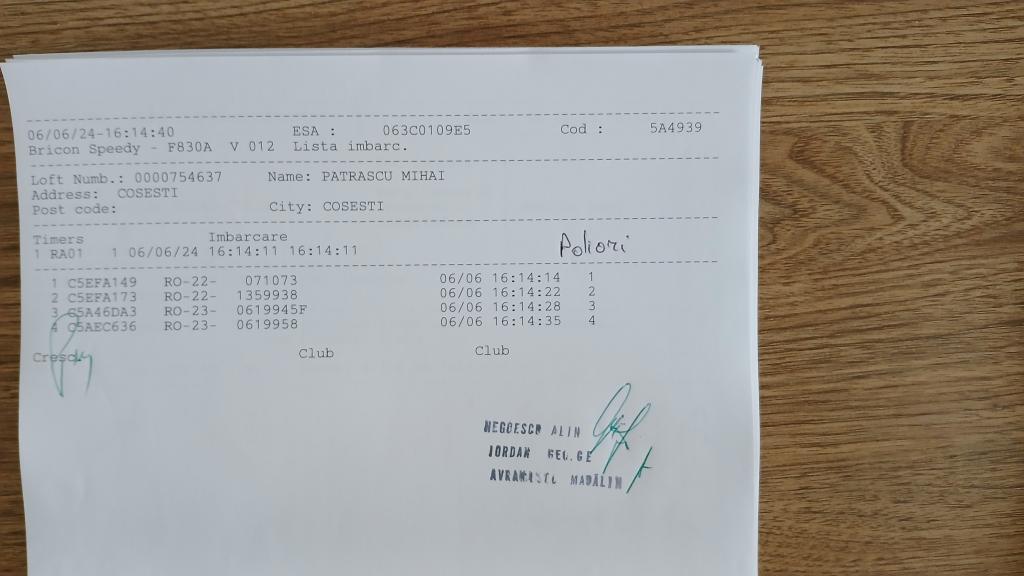 06/06/24-16:14:40 ESA : 063C0109E5 Cod : 5A4939
Bricon Speedy - F830A V 012 Lista imbarc.
Loft Numb.: 0000754637 Name: PATRASCU MIHAI
Address: COSESTI
Post code: City: COSESTI
Timers Imbarcare
1 RA01 1 06/06/24 16:14:11 16:14:11 Poliori
1 C5EFA149 RO-22- 071073 06/06 16:14:14 1
2 C5EFA173 RO-22- 1359938 06/06 16:14:22 2
3 C5A46DA3 RO-23- 0619945F 06/06 16:14:28 3
4 C5AEC636 RO-23- 0619958 06/06 16:14:35 4
Club Club
ALIN
IORDAN
MADĂLIN